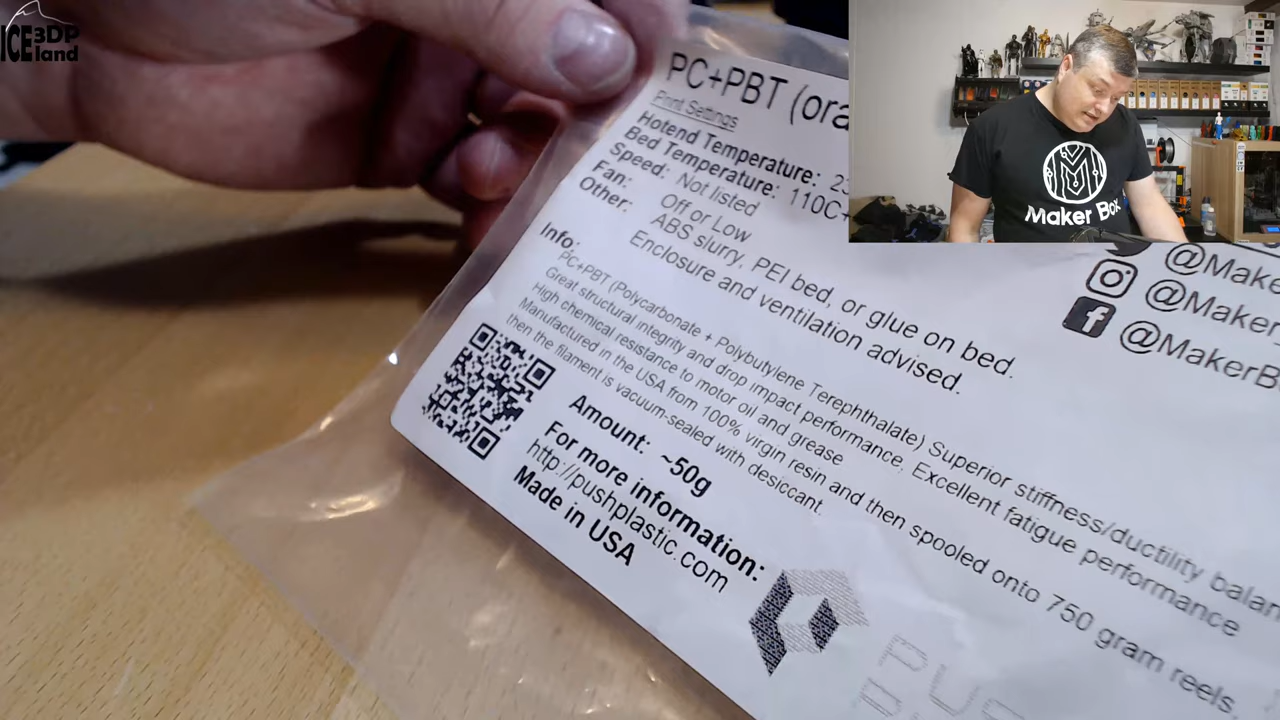 ICE 3DP
land
PC+PBT (ora
Print Settings
Hotend Temperature: 23
Bed Temperature: 110C+
Speed: Not listed
Fan: Off or Low
Other: ABS slurry, PEI bed, or glue on bed.
Enclosure and ventilation advised.
Info:
PC+PBT (Polycarbonate + Polybutylene Terephthalate) Superior stiffness/ductility balan
Great structural integrity and drop impact performance. Excellent fatigue performance
High chemical resistance to motor oil and grease
Manufactured in the USA from 100% virgin resin and then spooled onto 750 gram reels.
then the filament is vacuum-sealed with desiccant.
Amount: ~50g
For more information:
http://pushplastic.com
Made in USA
PUS
@Make
@Maker
@MakerB
Maker Box